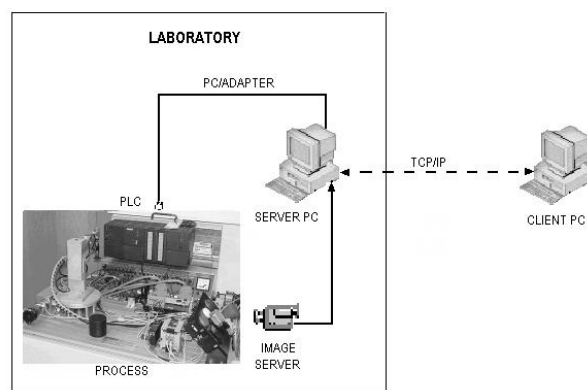 LABORATORY
PC/ADAPTER
TCP/IP
PLC
SERVER PC
CLIENT PC
IMAGE
SERVER
PROCESS